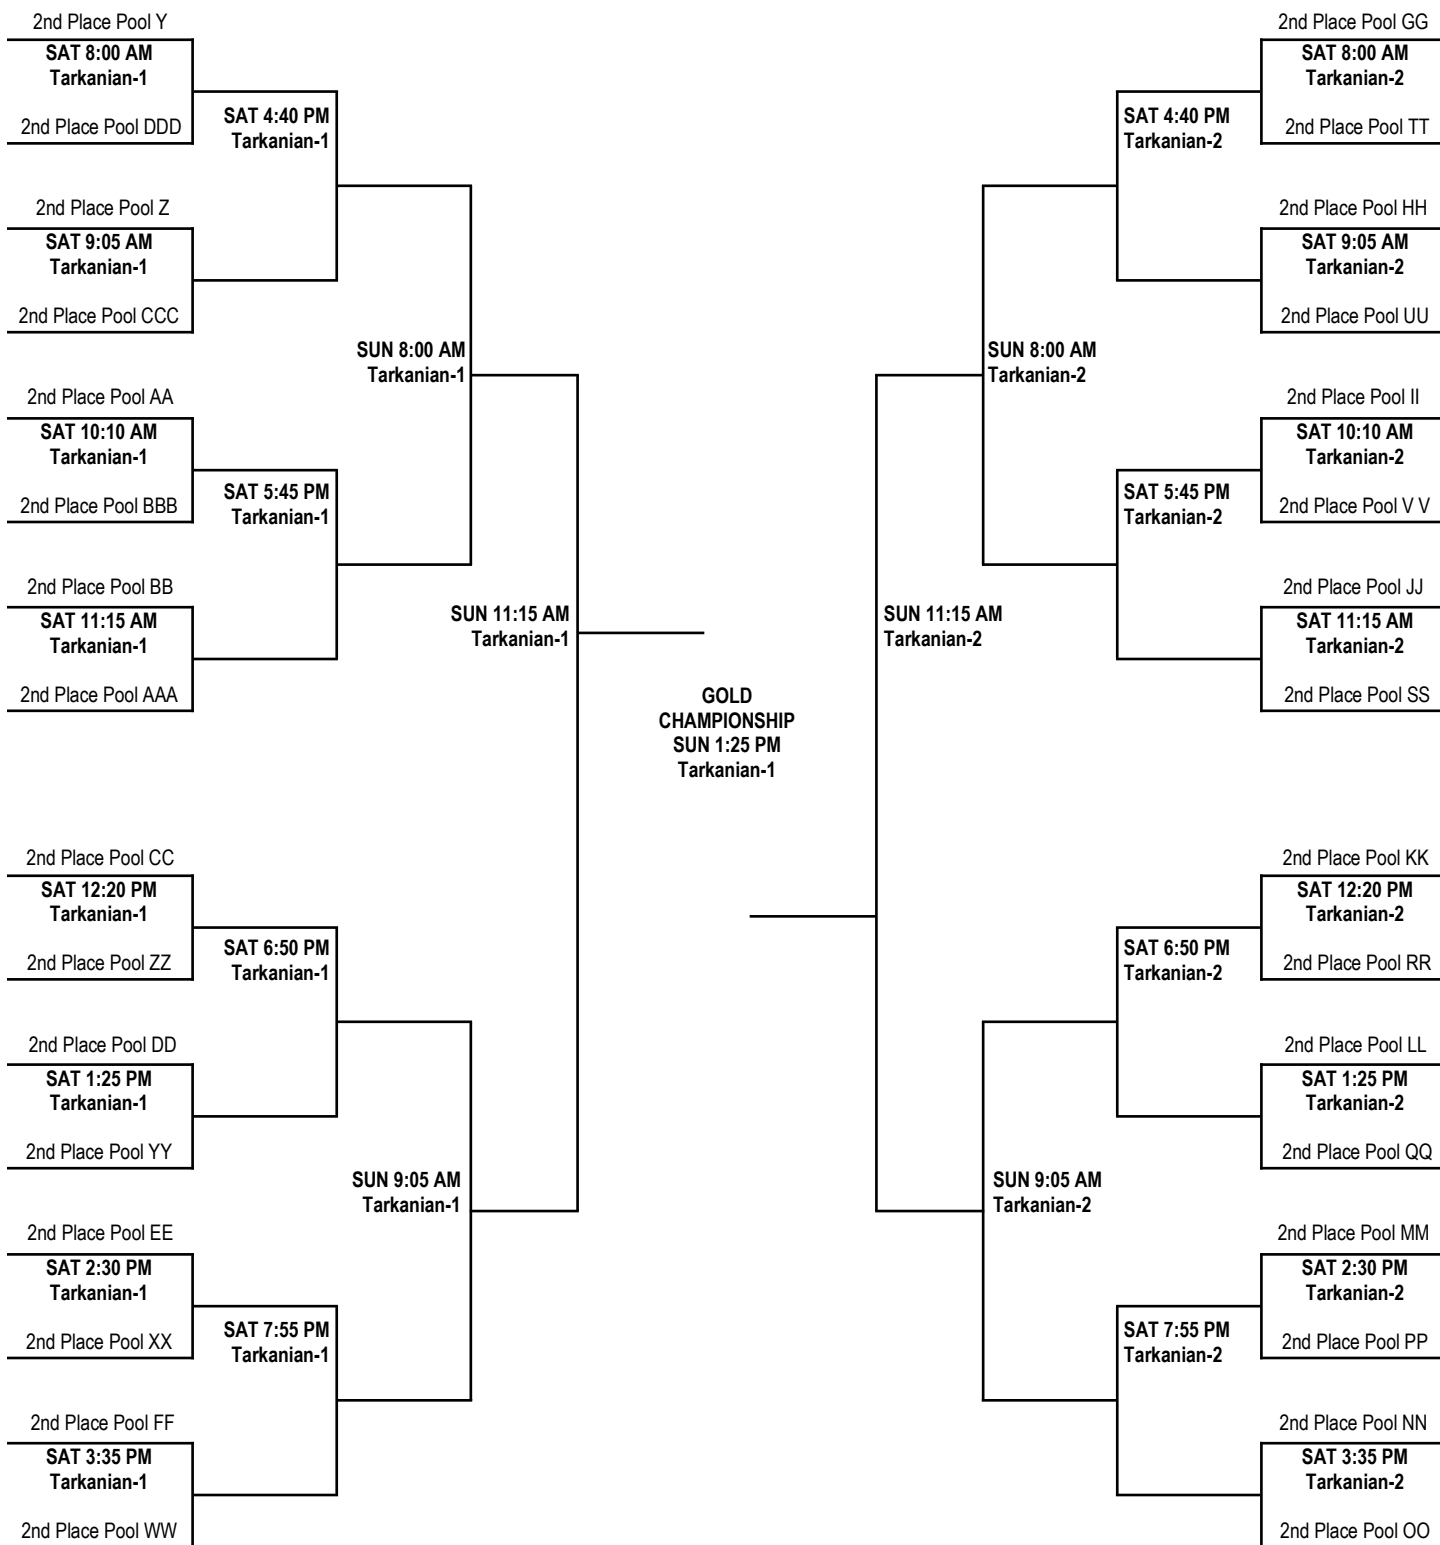 2nd Place Pool Y
SAT 8:00 AM
Tarkanian-1
2nd Place Pool DDD
SAT 4:40 PM
Tarkanian-1
2nd Place Pool Z
SAT 9:05 AM
Tarkanian-1
2nd Place Pool CCC
SUN 8:00 AM
Tarkanian-1
2nd Place Pool AA
SAT 10:10 AM
Tarkanian-1
2nd Place Pool BBB
SAT 5:45 PM
Tarkanian-1
2nd Place Pool BB
SAT 11:15 AM
Tarkanian-1
2nd Place Pool AAA
SUN 11:15 AM
Tarkanian-1
2nd Place Pool CC
SAT 12:20 PM
Tarkanian-1
2nd Place Pool ZZ
SAT 6:50 PM
Tarkanian-1
2nd Place Pool DD
SAT 1:25 PM
Tarkanian-1
2nd Place Pool YY
SUN 9:05 AM
Tarkanian-1
2nd Place Pool EE
SAT 2:30 PM
Tarkanian-1
2nd Place Pool XX
SAT 7:55 PM
Tarkanian-1
2nd Place Pool FF
SAT 3:35 PM
Tarkanian-1
2nd Place Pool WW
GOLD
CHAMPIONSHIP
SUN 1:25 PM
Tarkanian-1
2nd Place Pool GG
SAT 8:00 AM
Tarkanian-2
2nd Place Pool TT
SAT 4:40 PM
Tarkanian-2
2nd Place Pool HH
SAT 9:05 AM
Tarkanian-2
2nd Place Pool UU
SUN 8:00 AM
Tarkanian-2
2nd Place Pool II
SAT 10:10 AM
Tarkanian-2
2nd Place Pool V V
SAT 5:45 PM
Tarkanian-2
2nd Place Pool JJ
SAT 11:15 AM
Tarkanian-2
2nd Place Pool SS
SUN 11:15 AM
Tarkanian-2
2nd Place Pool KK
SAT 12:20 PM
Tarkanian-2
2nd Place Pool RR
SAT 6:50 PM
Tarkanian-2
2nd Place Pool LL
SAT 1:25 PM
Tarkanian-2
2nd Place Pool QQ
SUN 9:05 AM
Tarkanian-2
2nd Place Pool MM
SAT 2:30 PM
Tarkanian-2
2nd Place Pool PP
SAT 7:55 PM
Tarkanian-2
2nd Place Pool NN
SAT 3:35 PM
Tarkanian-2
2nd Place Pool OO